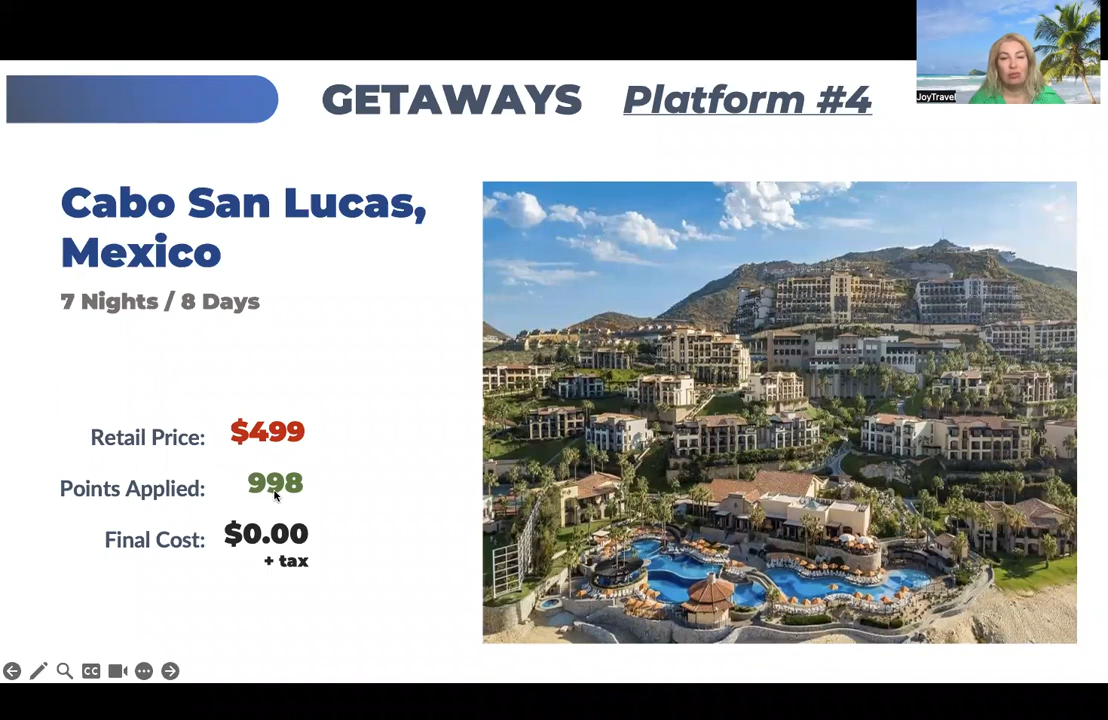 GETAWAYS Platform #4
JoyTravel
Cabo San Lucas,
Mexico
7 Nights / 8 Days
Retail Price: $499
Points Applied: 998
Final Cost: $0.00
+ tax
CC